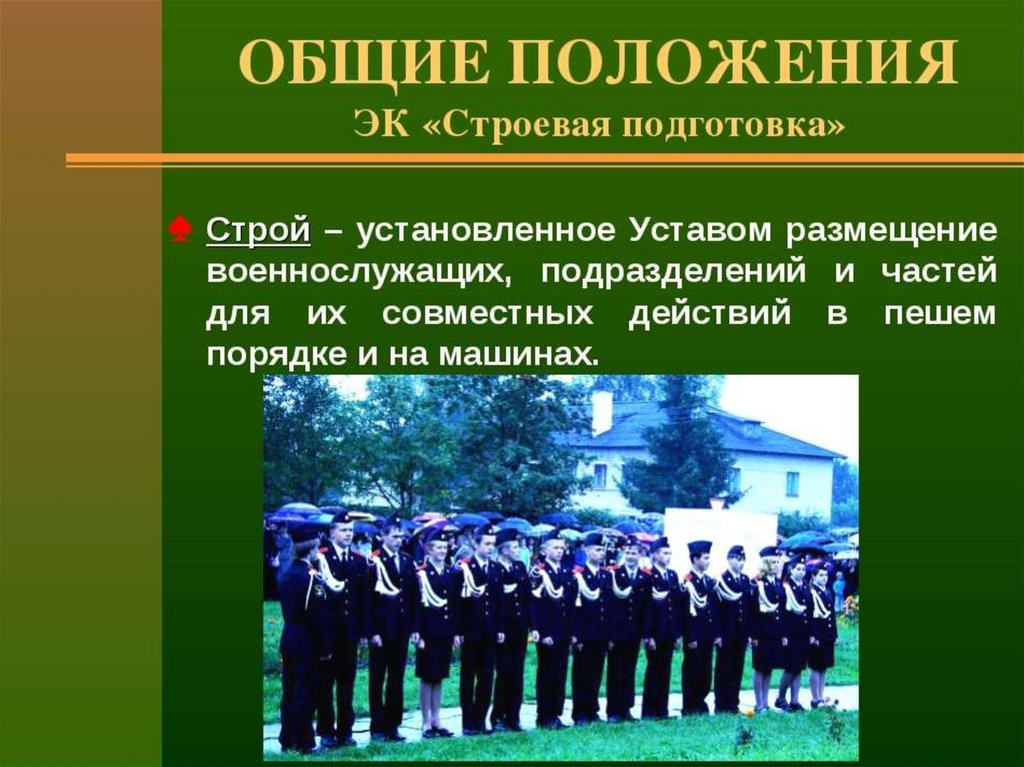 ОБЩИЕ ПОЛОЖЕНИЯ
ЭК «Строевая подготовка»
Строй – установленное Уставом размещение
военнослужащих, подразделений и частей
для их совместных действий в пешем
порядке и на машинах.